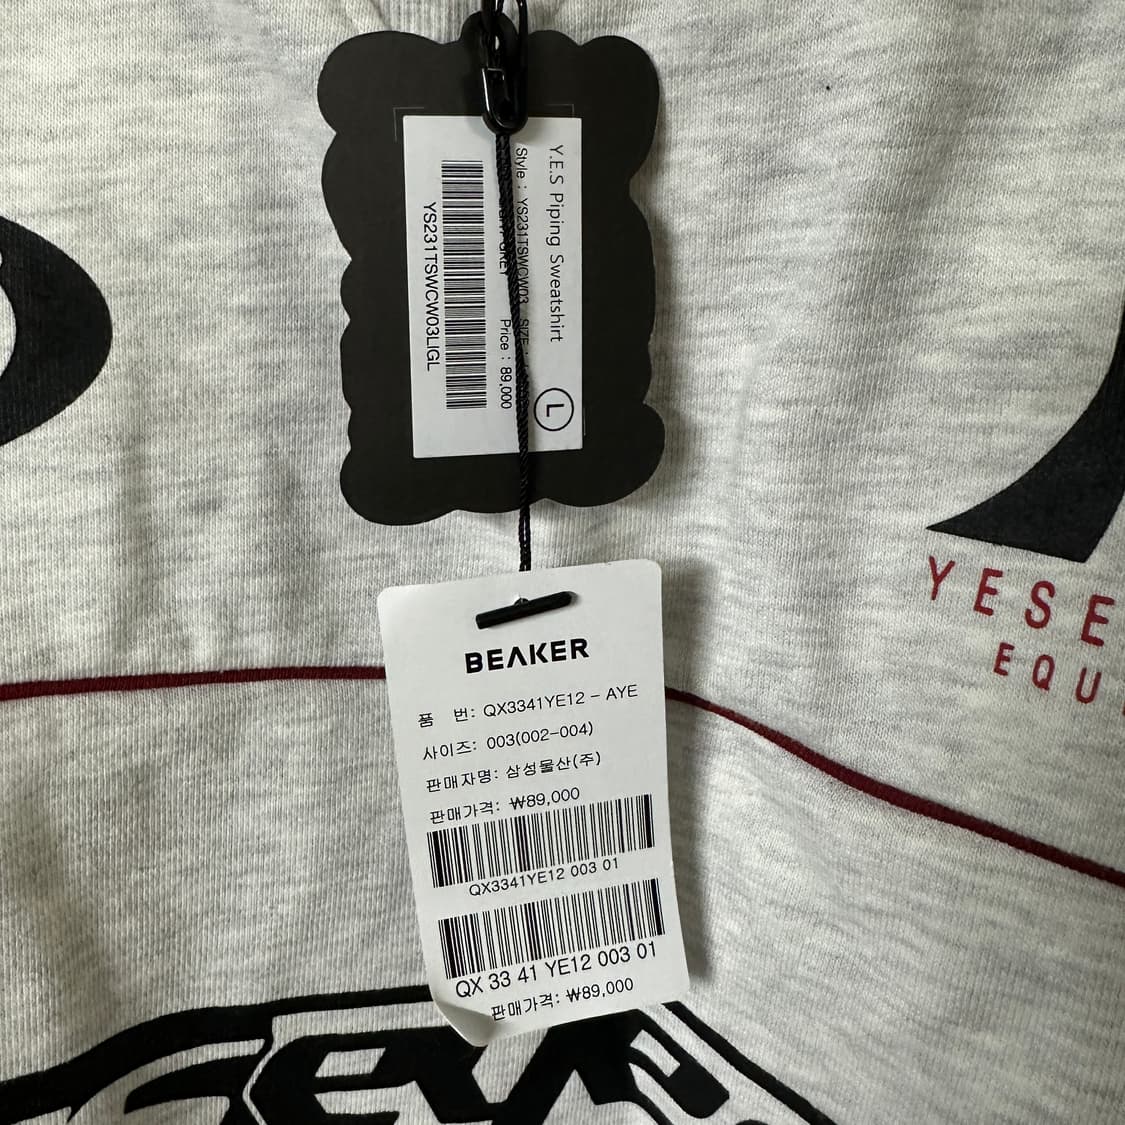 Y.E.S Piping Sweatshirt
Style : YS231TSWCW03 SIZE :
GREY Price : 89,000
L
YS231TSWCW03LIGL
YESE
EQU
BEAKER
품 번: QX3341YE12 - AYE
사이즈: 003(002-004)
판매자명: 삼성물산(주)
판매가격: ₩89,000
QX3341YE12 003 01
QX 33 41 YE12 003 01
판매가격: ₩89,000